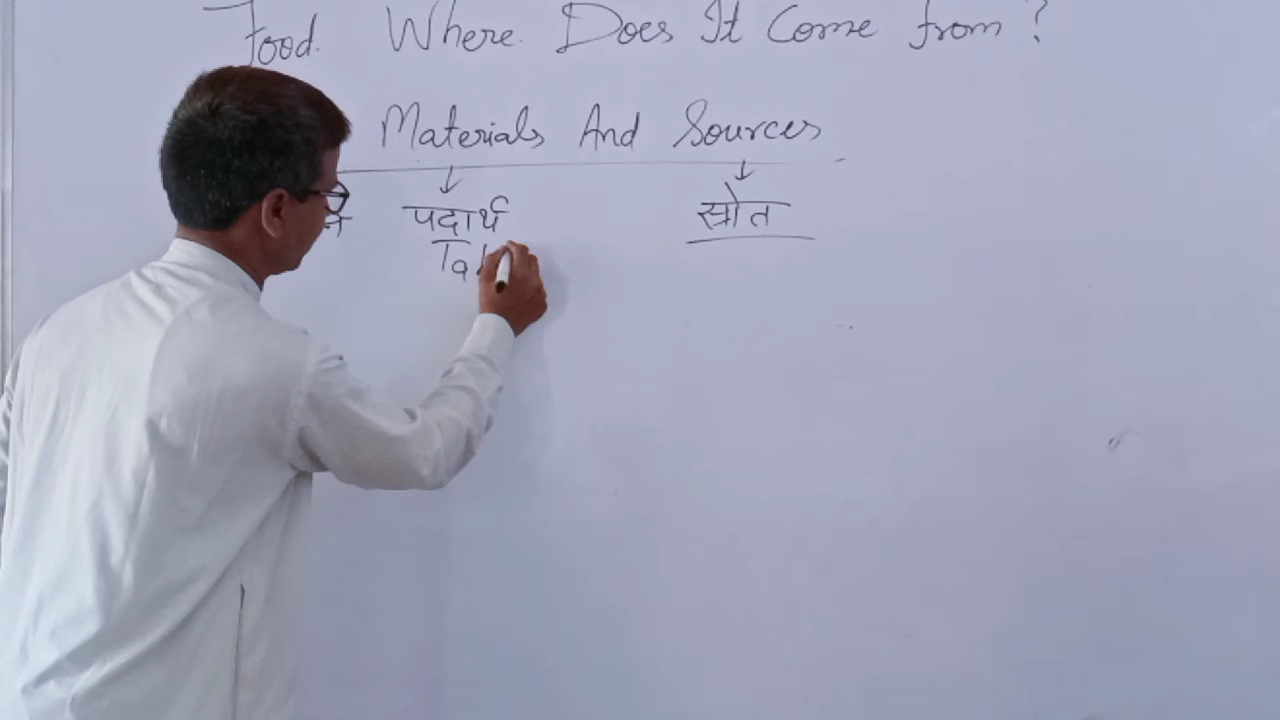 Food. Where Does It Come from?
Materials And Sources
पदार्थ स्रोत